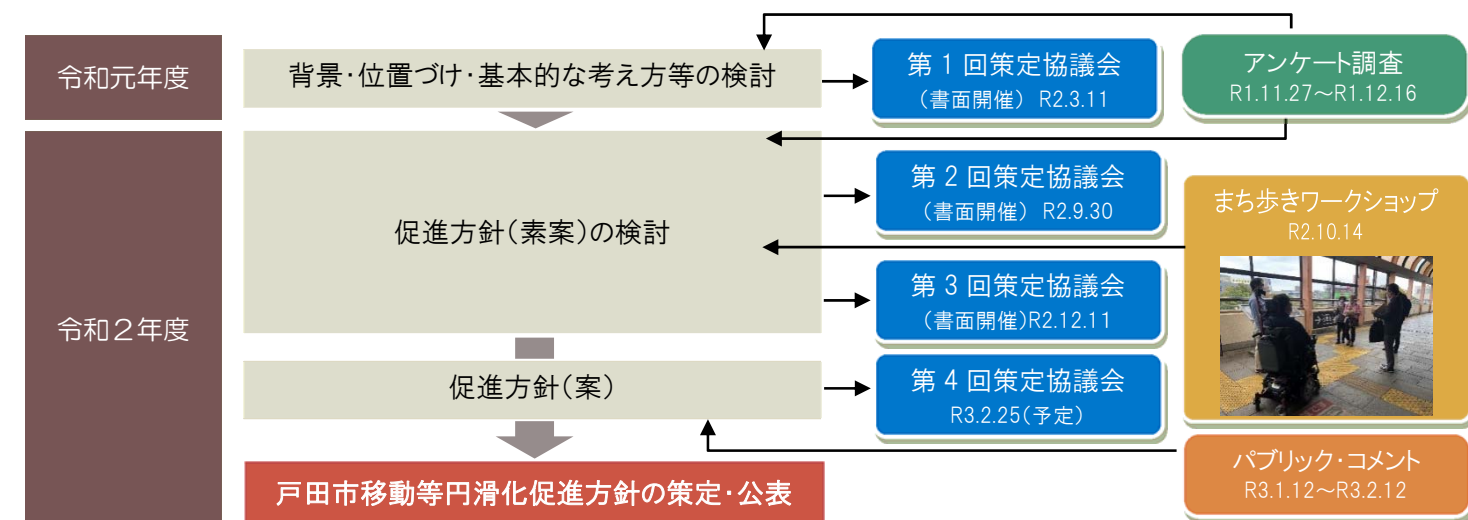 令和元年度
背景・位置づけ・基本的な考え方等の検討
第1回策定協議会
（書面開催） R2.3.11
アンケート調査
R1.11.27～R1.12.16
令和２年度
促進方針（素案）の検討
第2回策定協議会
（書面開催） R2.9.30
まち歩きワークショップ
R2.10.14
第3回策定協議会
（書面開催）R2.12.11
促進方針（案）
第4回策定協議会
R3.2.25（予定）
戸田市移動等円滑化促進方針の策定・公表
パブリック・コメント
R3.1.12～R3.2.12